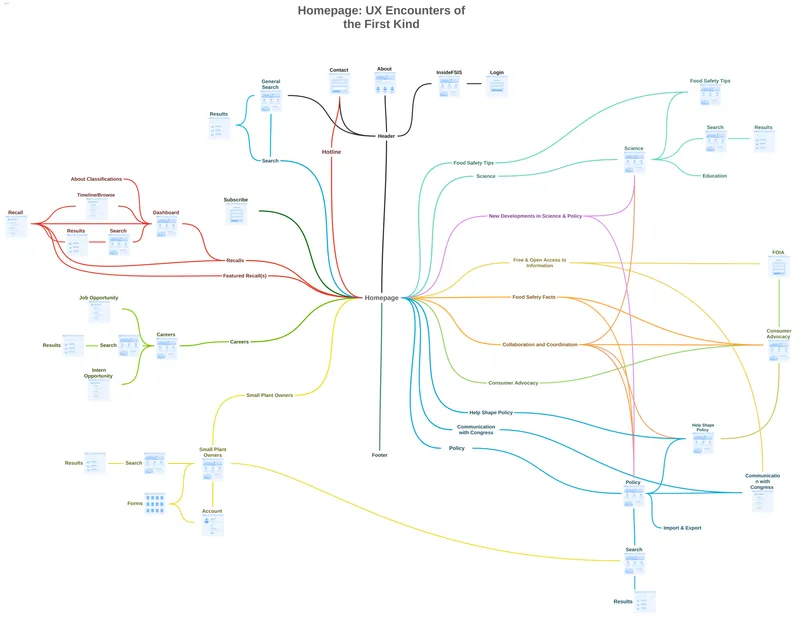 Homepage: UX Encounters of
the First Kind
Contact
About
InsideFSIS
Login
General
Search
Results
Header
Search
Hotline
Food Safety Tips
Search
Results
Science
Food Safety Tips
Science
Education
About Classifications
Timeline/Browse
Recall
Dashboard
Results
Search
Subscribe
Recalls
Featured Recall(s)
New Developments in Science & Policy
Free & Open Access to
Information
FOIA
Homepage
Food Safety Facts
Job Opportunity
Careers
Results
Search
Careers
Intern
Opportunity
Collaboration and Coordination
Consumer
Advocacy
Consumer Advocacy
Small Plant Owners
Help Shape Policy
Communication
with Congress
Policy
Help Shape
Policy
Footer
Small Plant
Owners
Results
Search
Forms
Account
Policy
Communicatio
n with
Congress
Import & Export
Search
Results